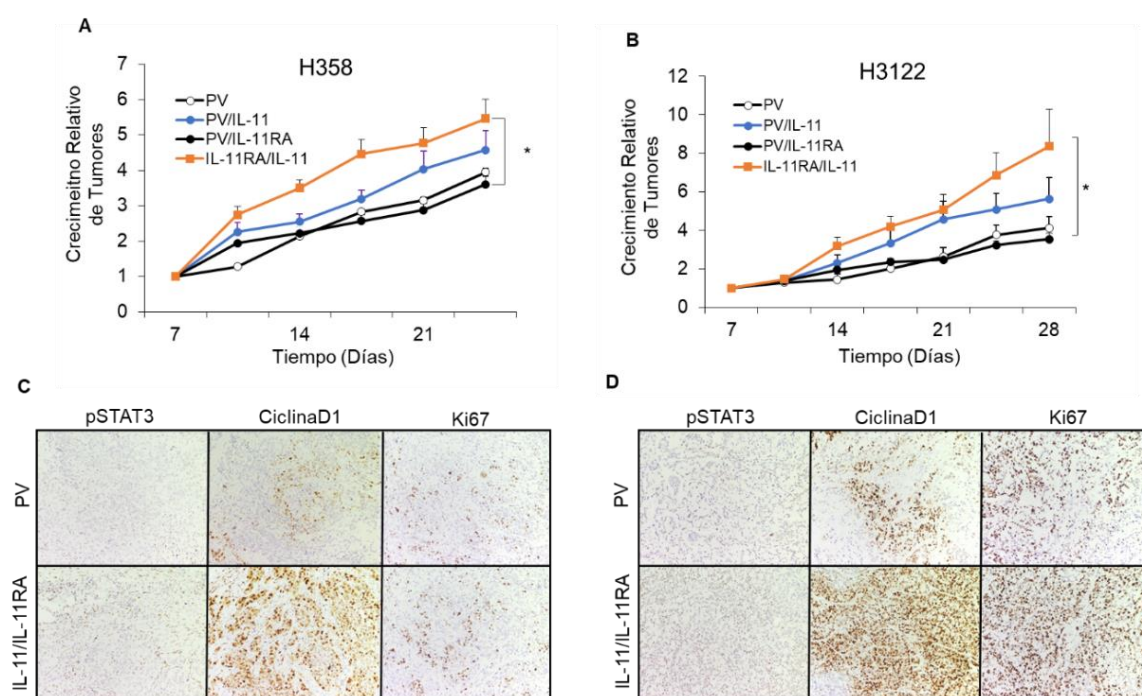 A
H358
Crecimeitno Relativo
de Tumores
7
6
5
4
3
2
1
0
PV
PV/IL-11
PV/IL-11RA
IL-11RA/IL-11
*
7
14
21
Tiempo (Días)
B
H3122
Crecimiento Relativo
de Tumores
12
10
8
6
4
2
0
PV
PV/IL-11
PV/IL-11RA
IL-11RA/IL-11
*
7
14
21
28
Tiempo (Días)
C
pSTAT3
CiclinaD1
Ki67
PV
IL-11/IL-11RA
D
pSTAT3
CiclinaD1
Ki67
PV
IL-11/IL-11RA